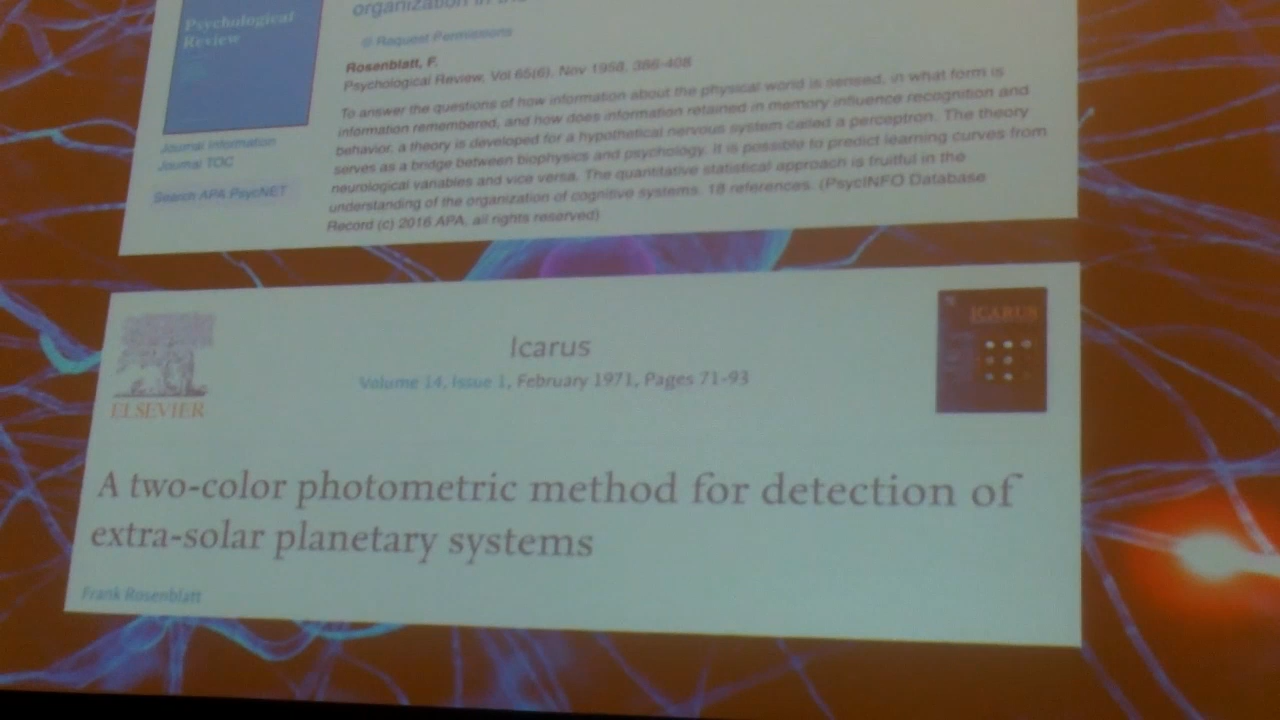 Psychological
Review
organization in the
Request Permissions
Rosenblatt, F.
Psychological Review, Vol 65(6), Nov 1958, 386-408
To answer the questions of how information about the physical world is sensed, in what form is
information remembered, and how does information retained in memory influence recognition and
behavior, a theory is developed for a hypothetical nervous system called a perceptron. The theory
serves as a bridge between biophysics and psychology. It is possible to predict learning curves from
neurological variables and vice versa. The quantitative statistical approach is fruitful in the
understanding of the organization of cognitive systems. 18 references. (PsycINFO Database
Record (c) 2016 APA, all rights reserved)
Journal Information
Journal TOC
Search APA PsycNET
ELSEVIER
Icarus
Volume 14, Issue 1, February 1971, Pages 71-93
ICARUS
A two-color photometric method for detection of
extra-solar planetary systems
Frank Rosenblatt